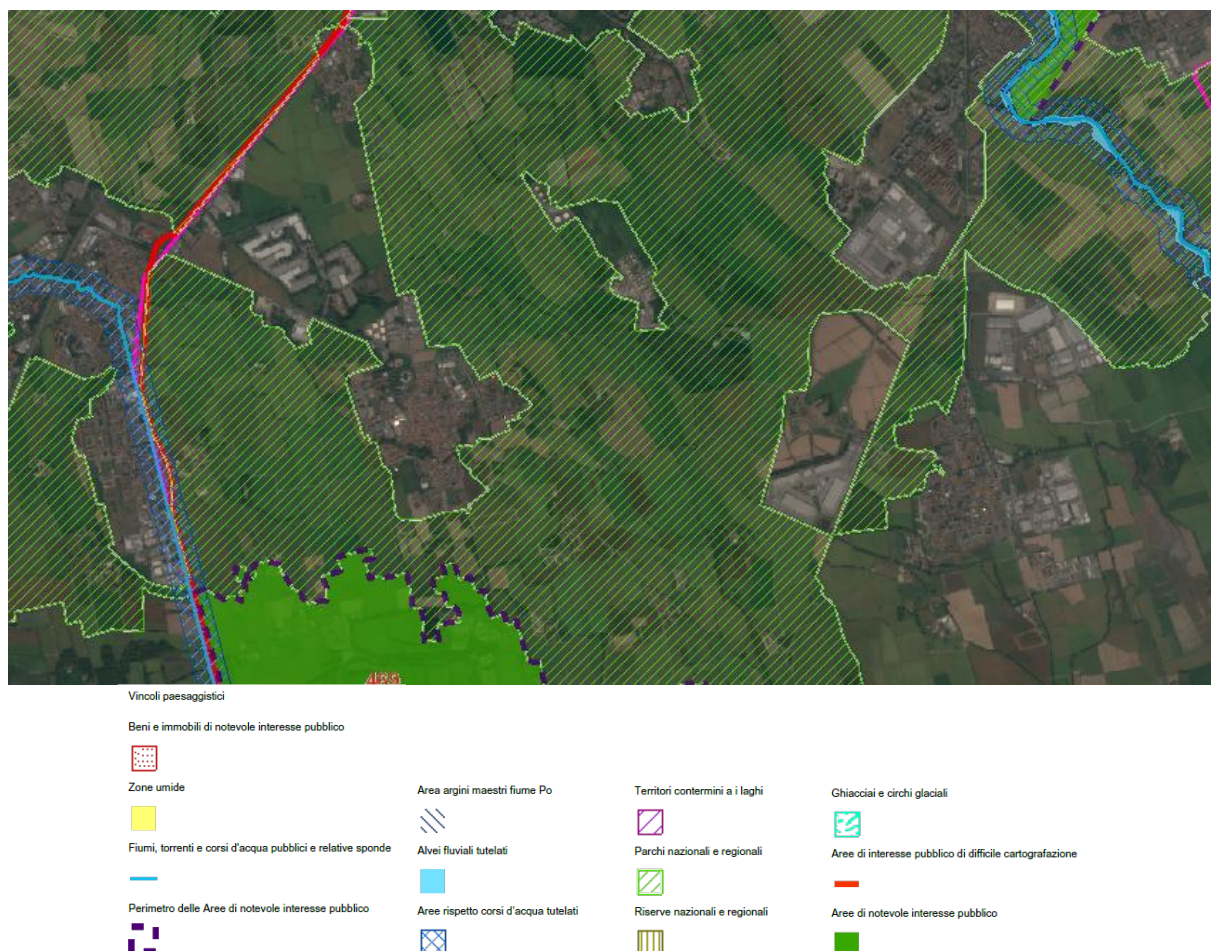 Vincoli paesaggistici
Beni e immobili di notevole interesse pubblico
Zone umide
Area argini maestri fiume Po
Territori contermini a i laghi
Ghiacciai e circhi glaciali
Fiumi, torrenti e corsi d'acqua pubblici e relative sponde
Alvei fluviali tutelati
Parchi nazionali e regionali
Aree di interesse pubblico di difficile cartografazione
Perimetro delle Aree di notevole interesse pubblico
Aree rispetto corsi d'acqua tutelati
Riserve nazionali e regionali
Aree di notevole interesse pubblico